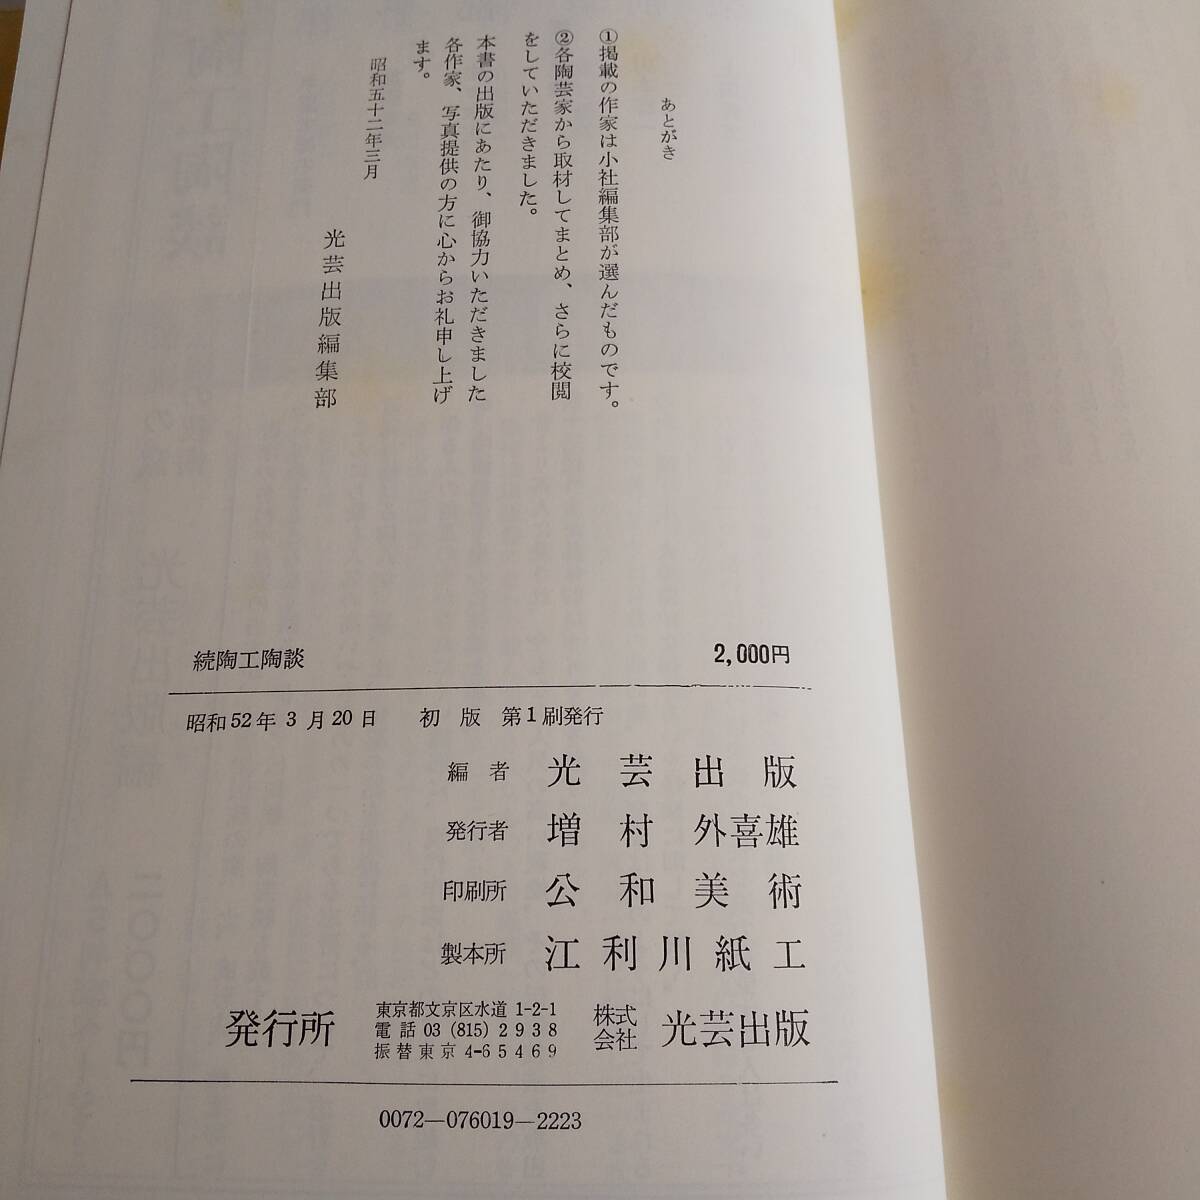 あとがき
①掲載の作家は小社編集部が選んだものです。
②各陶芸家から取材してまとめ、さらに校閲
をしていただきました。
本書の出版にあたり、御協力いただきました
各作家、写真提供の方に心からお礼申し上げ
ます。
昭和五十二年三月
光芸出版編集部
続陶工陶談 2,000円
昭和52年3月20日 初版 第1刷発行
編者 光芸出版
発行者 増村外喜雄
印刷所 公和美術
製本所 江利川紙工
発行所 東京都文京区水道 1-2-1
電話 03 (815) 2938
振替東京 4-65469
株式会社 光芸出版
0072—076019—2223